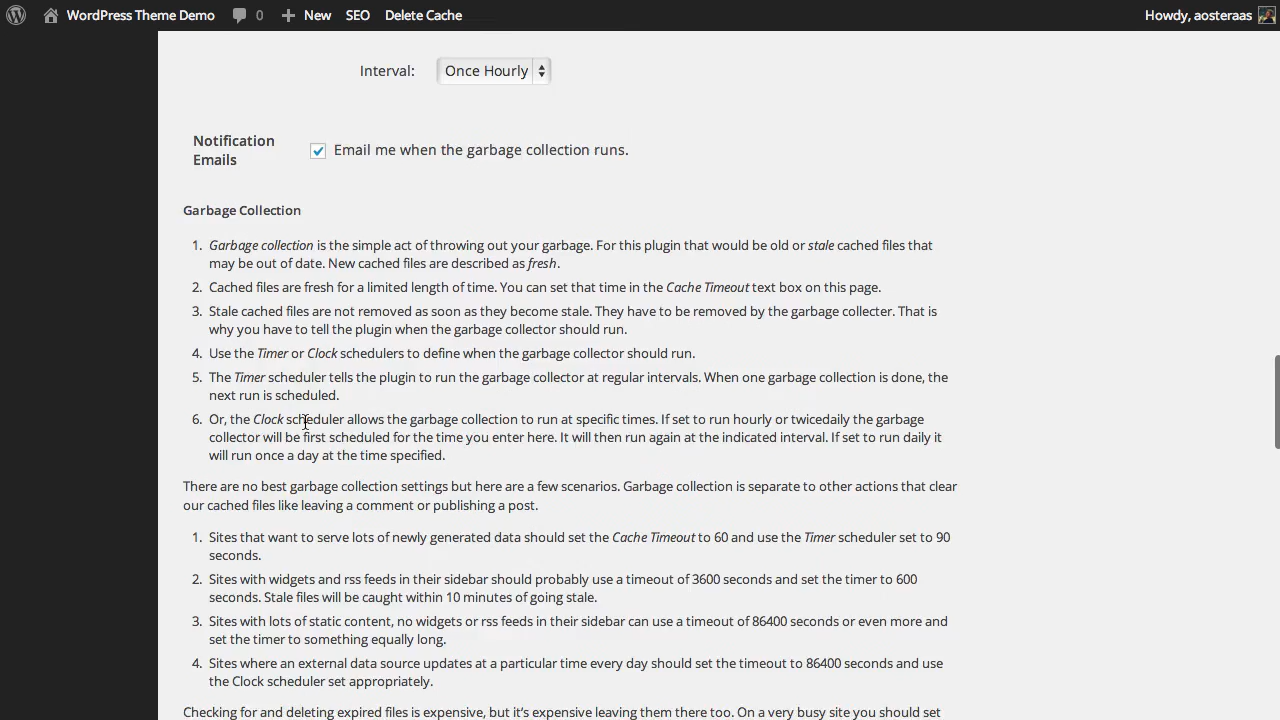 WordPress Theme Demo 0 New SEO Delete Cache Howdy, aosteraas
Interval: Once Hourly
Notification
Emails
Email me when the garbage collection runs.
Garbage Collection
1. Garbage collection is the simple act of throwing out your garbage. For this plugin that would be old or stale cached files that
may be out of date. New cached files are described as fresh.
2. Cached files are fresh for a limited length of time. You can set that time in the Cache Timeout text box on this page.
3. Stale cached files are not removed as soon as they become stale. They have to be removed by the garbage collecter. That is
why you have to tell the plugin when the garbage collector should run.
4. Use the Timer or Clock schedulers to define when the garbage collector should run.
5. The Timer scheduler tells the plugin to run the garbage collector at regular intervals. When one garbage collection is done, the
next run is scheduled.
6. Or, the Clock scheduler allows the garbage collection to run at specific times. If set to run hourly or twicedaily the garbage
collector will be first scheduled for the time you enter here. It will then run again at the indicated interval. If set to run daily it
will run once a day at the time specified.
There are no best garbage collection settings but here are a few scenarios. Garbage collection is separate to other actions that clear
our cached files like leaving a comment or publishing a post.
1. Sites that want to serve lots of newly generated data should set the Cache Timeout to 60 and use the Timer scheduler set to 90
seconds.
2. Sites with widgets and rss feeds in their sidebar should probably use a timeout of 3600 seconds and set the timer to 600
seconds. Stale files will be caught within 10 minutes of going stale.
3. Sites with lots of static content, no widgets or rss feeds in their sidebar can use a timeout of 86400 seconds or even more and
set the timer to something equally long.
4. Sites where an external data source updates at a particular time every day should set the timeout to 86400 seconds and use
the Clock scheduler set appropriately.
Checking for and deleting expired files is expensive, but it's expensive leaving them there too. On a very busy site you should set